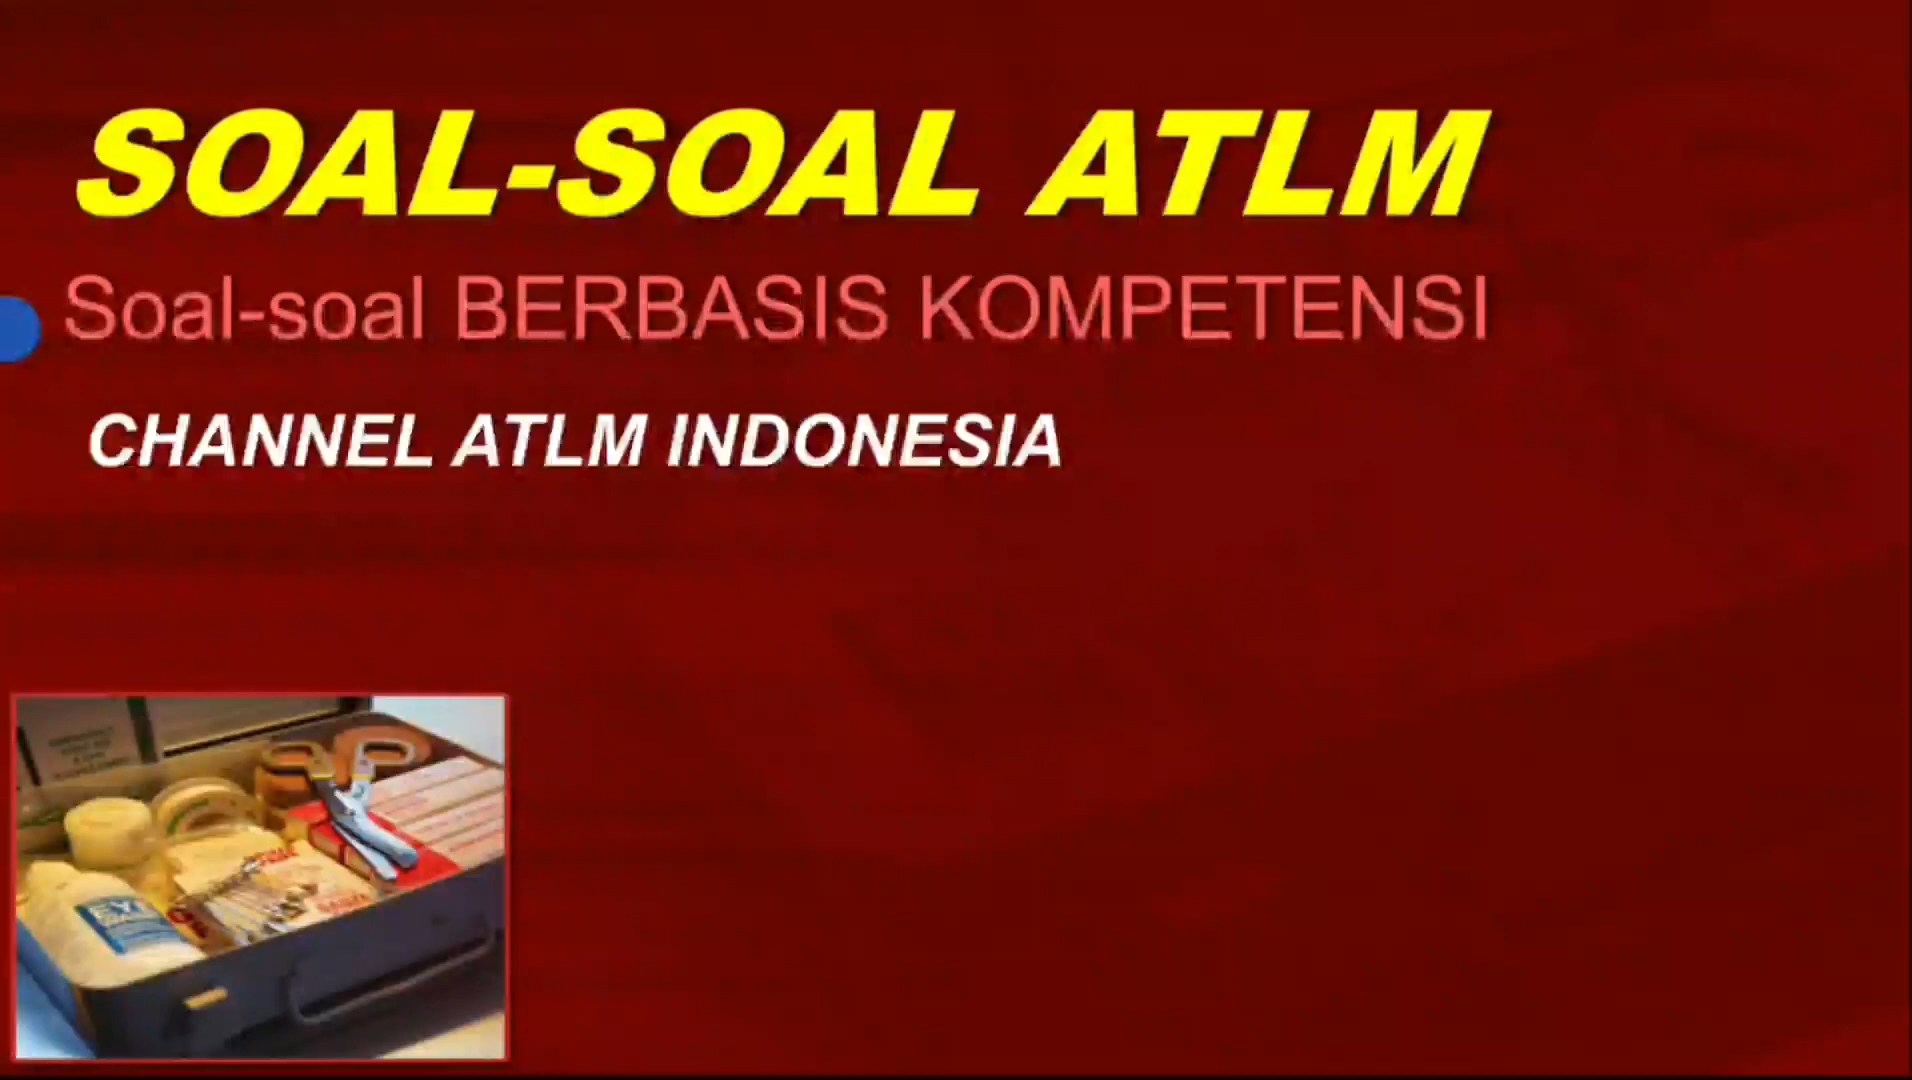 SOAL-SOAL ATLM
Soal-soal BERBASIS KOMPETENSI
CHANNEL ATLM INDONESIA